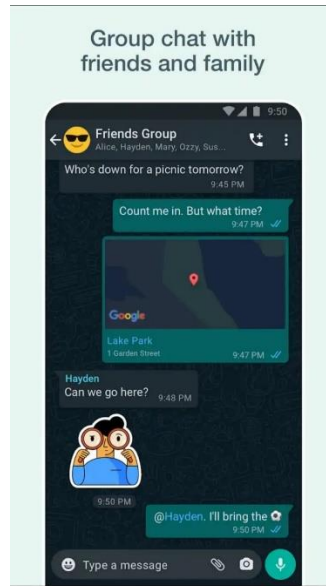 Group chat with
friends and family
9:50
Friends Group
Alice, Hayden, Mary, Ozzy, Sus...
Who's down for a picnic tomorrow?
9:45 PM
Count me in. But what time?
9:47 PM
Google
Lake Park
1 Garden Street
9:47 PM
Hayden
Can we go here?
9:48 PM
9:50 PM
@Hayden. I'll bring the ⚽
9:50 PM
Type a message